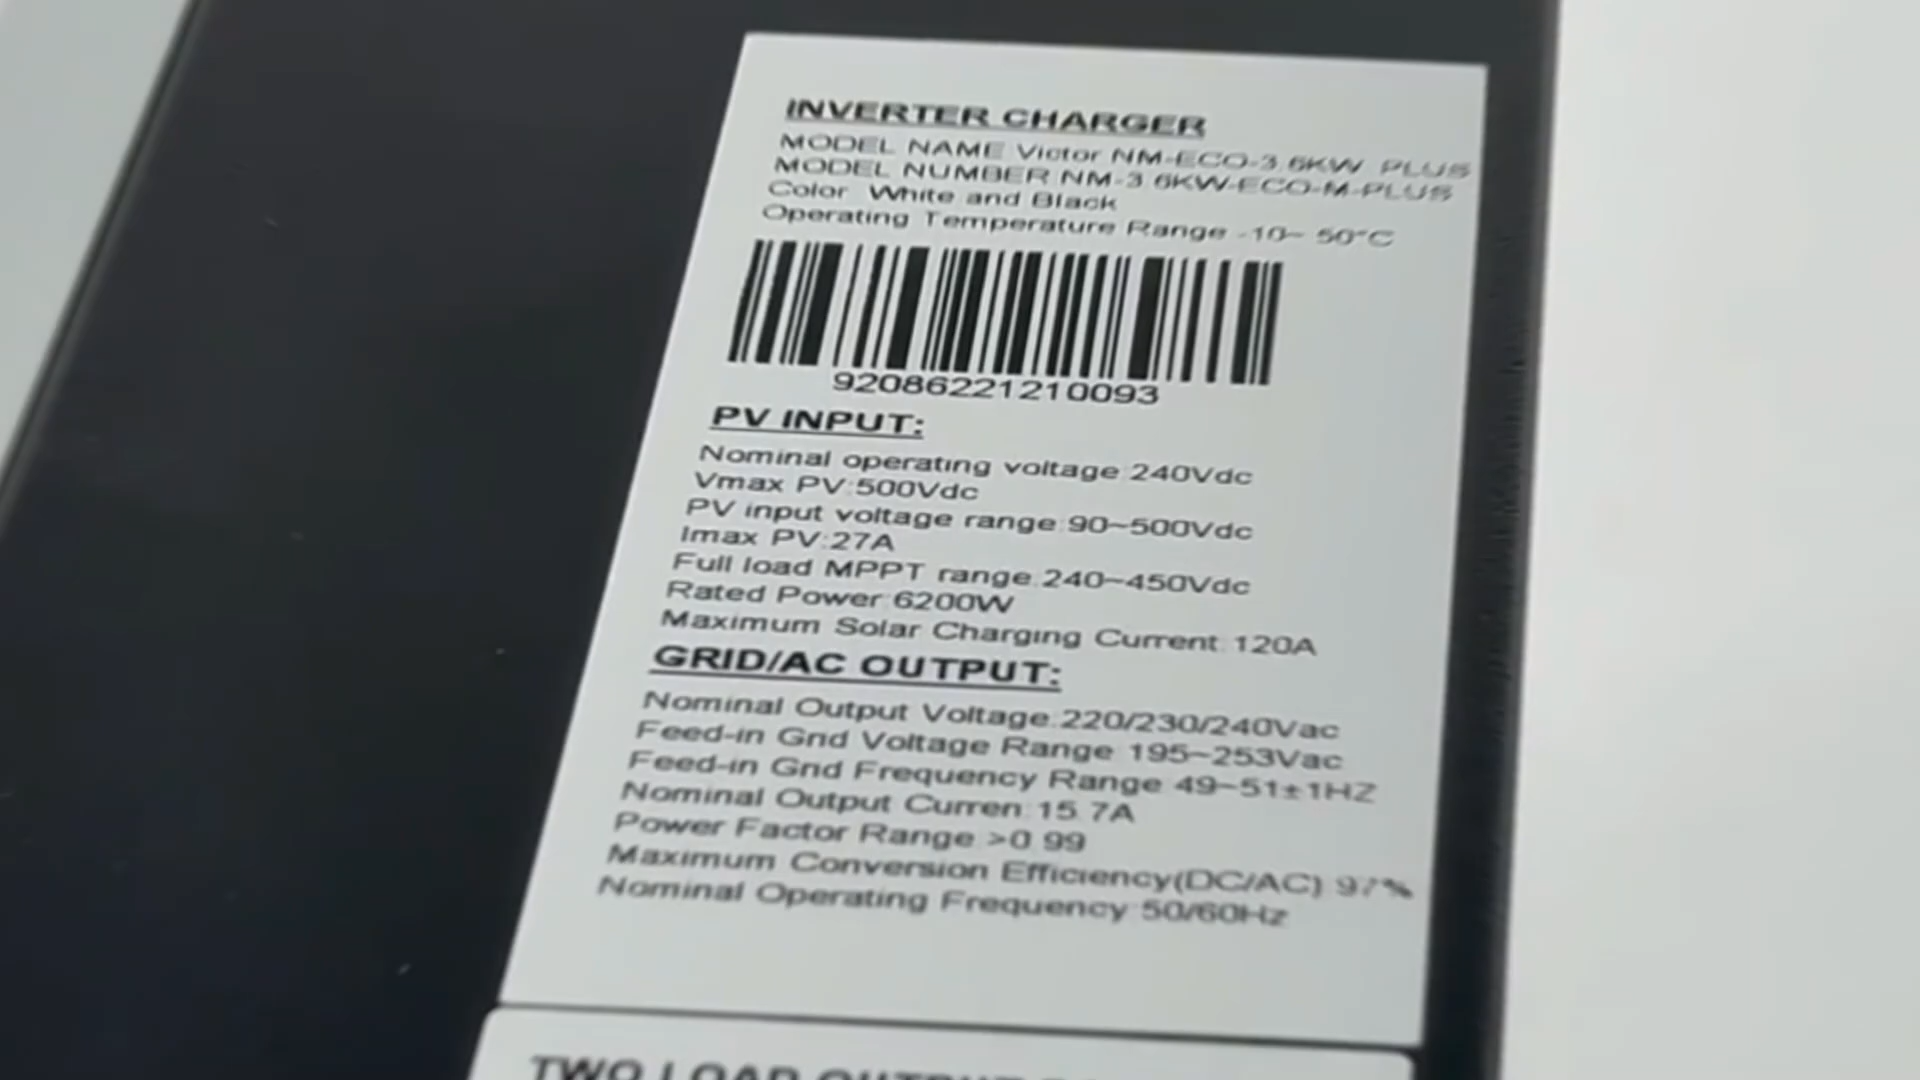 INVERTER CHARGER
MODEL NAME Victor NM-ECO-3.6KW PLUS
MODEL NUMBER NM-3 6KW-ECO-M-PLUS
Color White and Black
Operating Temperature Range -10~ 50°C
92086221210093
PV INPUT:
Nominal operating voltage:240Vdc
Vmax PV:500Vdc
PV input voltage range:90~500Vdc
Imax PV:27A
Full load MPPT range:240~450Vdc
Rated Power:6200W
Maximum Solar Charging Current:120A
GRID/AC OUTPUT:
Nominal Output Voltage:220/230/240Vac
Feed-in Grid Voltage Range 195~253Vac
Feed-in Grid Frequency Range 49~51±1HZ
Nominal Output Curren:15.7A
Power Factor Range >0.99
Maximum Conversion Efficiency(DC/AC) 97%
Nominal Operating Frequency:50/60Hz
TWO LOAD OUTPUT